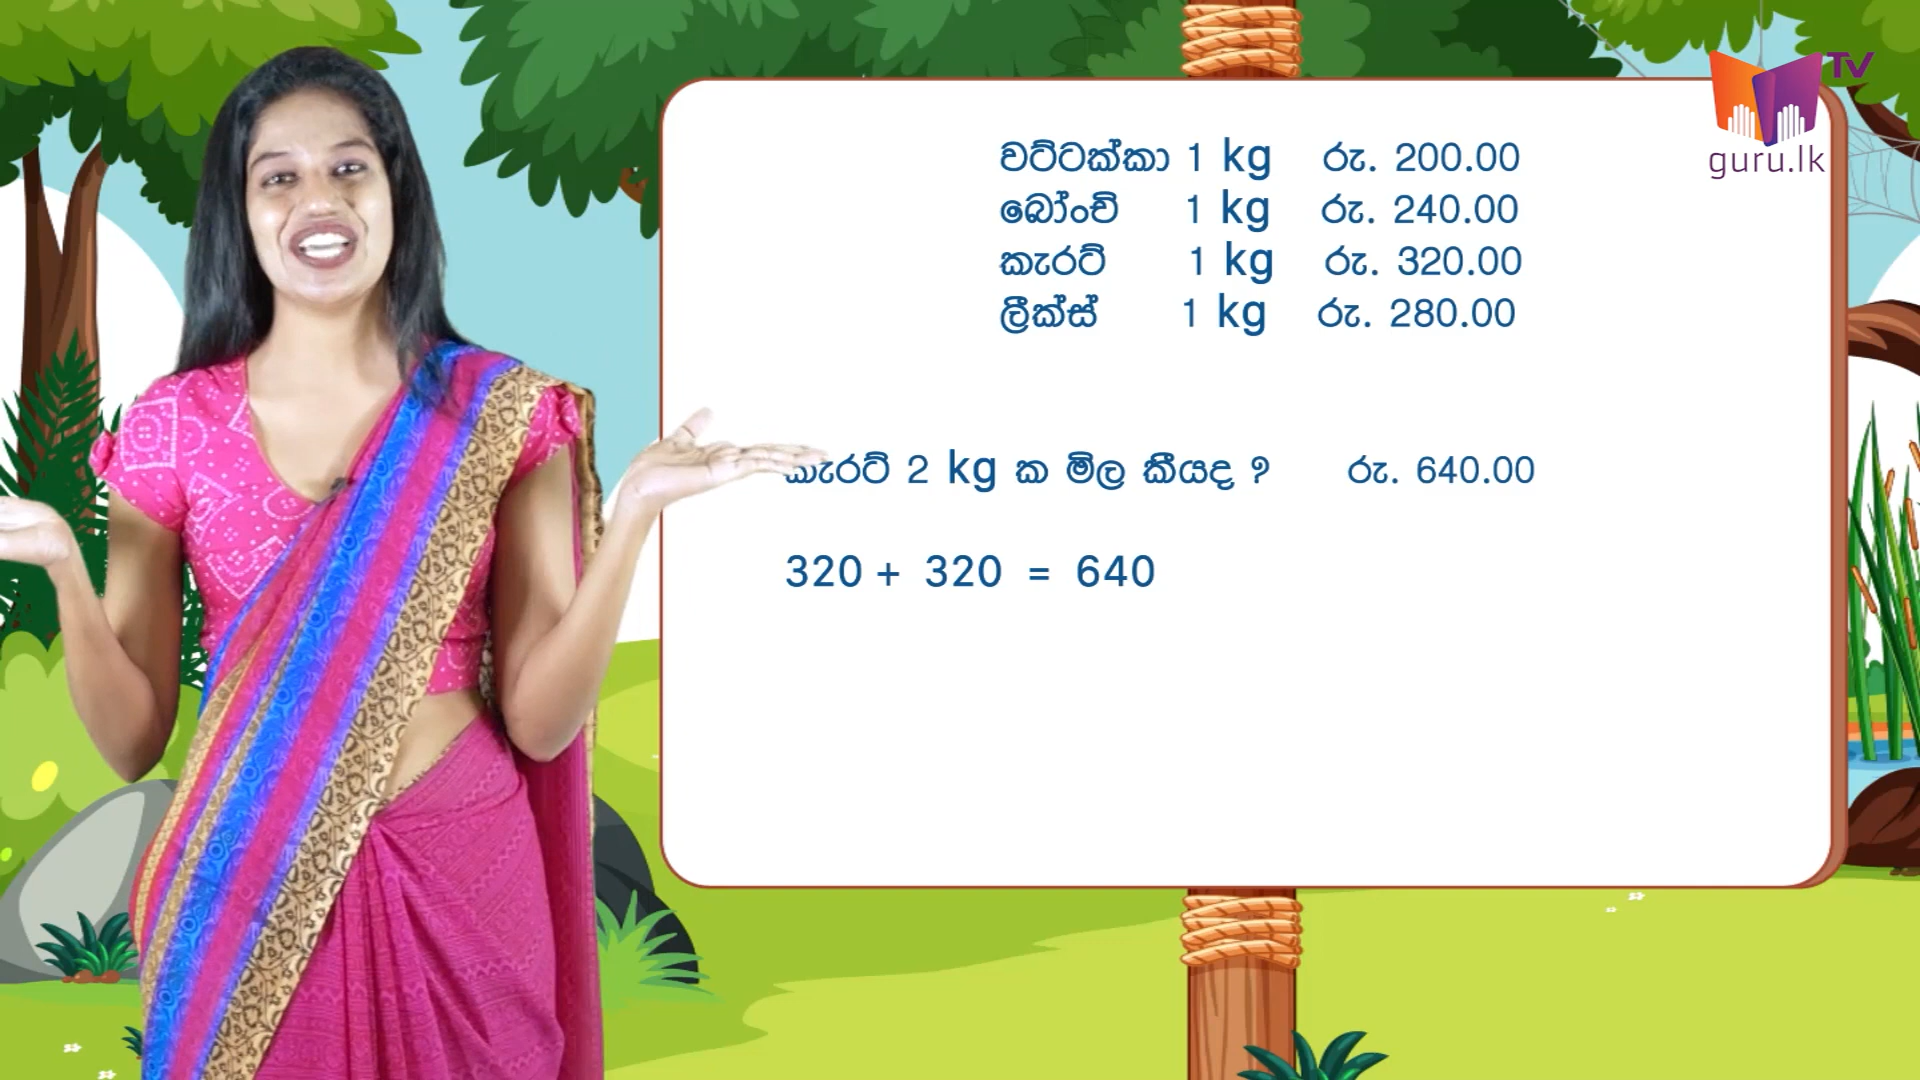 වට්ටක්කා 1 kg රු. 200.00
බෝංචි 1 kg රු. 240.00
කැරට් 1 kg රු. 320.00
ලීක්ස් 1 kg රු. 280.00
කැරට් 2 kg ක මිල කීයද ? රු. 640.00
320 + 320 = 640
TV
guru.lk